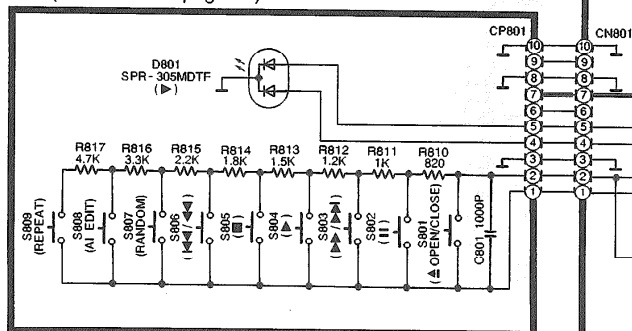 CP801
CN801
D801
SPR-305MDTF
(▶)
10 10
9 9
8 8
7 7
6 6
5 5
4 4
3 3
2 2
1 1
R817
4.7K
R816
3.3K
R815
2.2K
R814
1.8K
R813
1.5K
R812
1.2K
R811
1K
R810
820
S809
(REPEAT)
S808
(AI EDIT)
S807
(RANDOM)
S806
S805
(■)
S804
S803
S802
S801
(OPEN/CLOSE)
C801 1000P